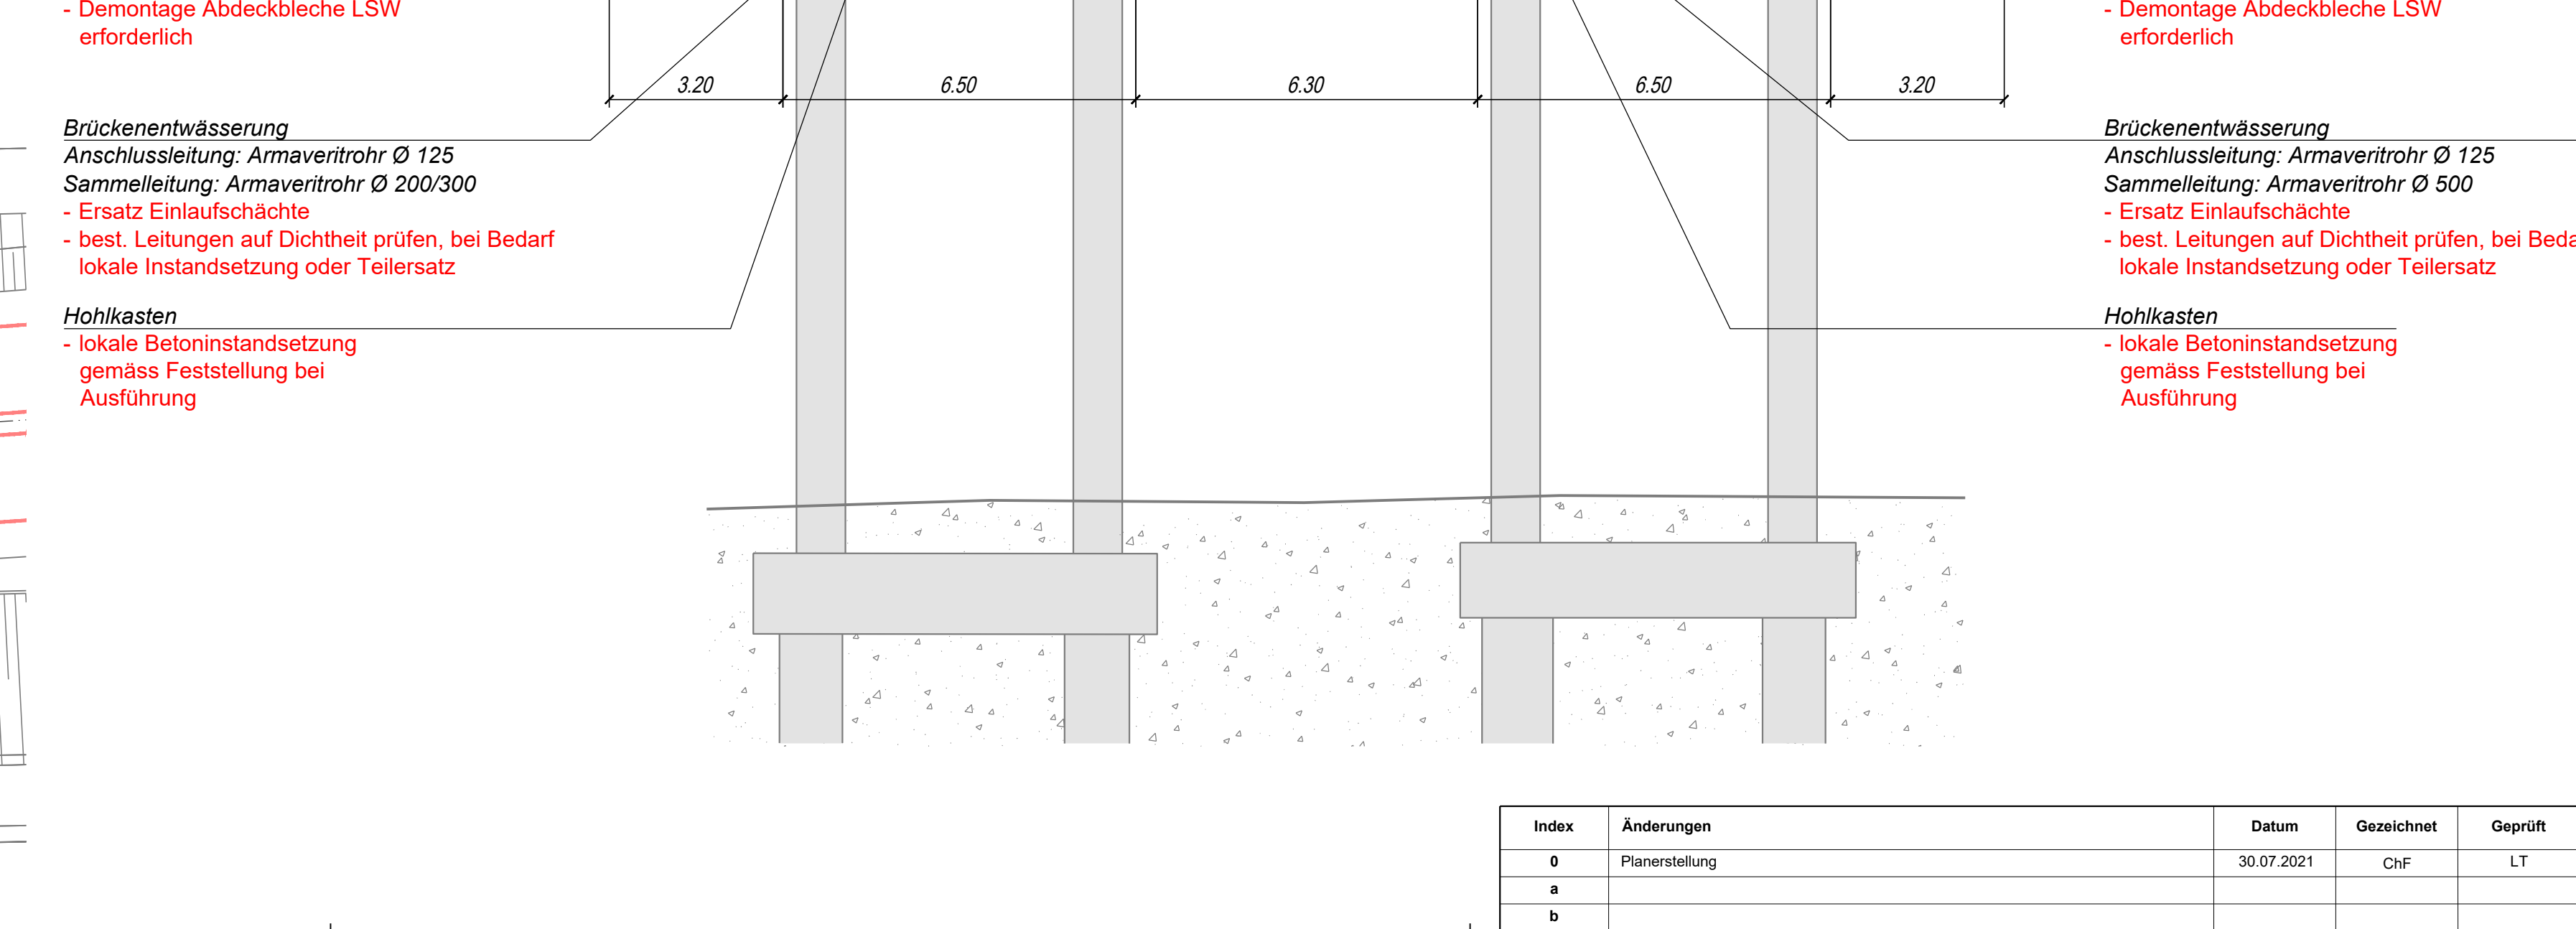 - Demontage Abdeckbleche LSW
erforderlich
3.20
6.50
6.30
6.50
3.20
Brückenentwässerung
Anschlussleitung: Armaveritrohr Ø 125
Sammelleitung: Armaveritrohr Ø 200/300
- Ersatz Einlaufschächte
- best. Leitungen auf Dichtheit prüfen, bei Bedarf
lokale Instandsetzung oder Teilersatz
Hohlkasten
- lokale Betoninstandsetzung
gemäss Feststellung bei
Ausführung
- Demontage Abdeckbleche LSW
erforderlich
Brückenentwässerung
Anschlussleitung: Armaveritrohr Ø 125
Sammelleitung: Armaveritrohr Ø 500
- Ersatz Einlaufschächte
- best. Leitungen auf Dichtheit prüfen, bei Beda
lokale Instandsetzung oder Teilersatz
Hohlkasten
- lokale Betoninstandsetzung
gemäss Feststellung bei
Ausführung
Index Änderungen Datum Gezeichnet Geprüft
0 Planerstellung 30.07.2021 ChF LT
a
b